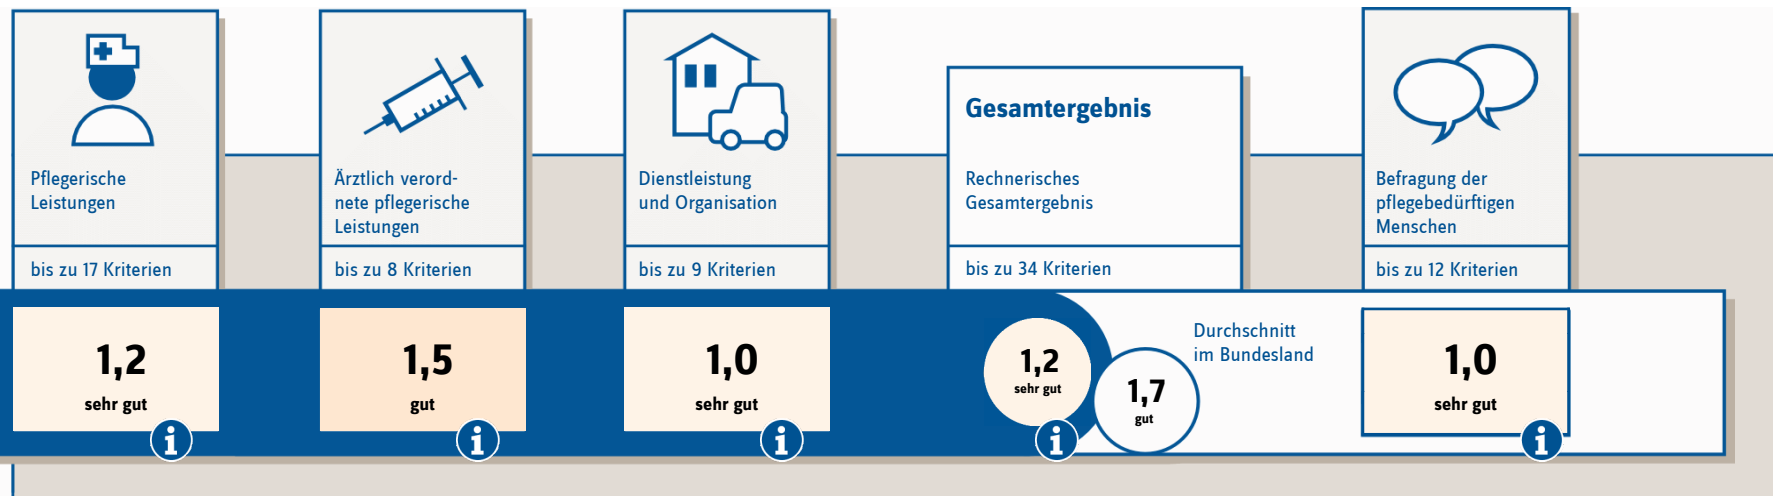 Pflegerische
Leistungen
bis zu 17 Kriterien
1,2
sehr gut
i
Ärztlich verord-
nete pflegerische
Leistungen
bis zu 8 Kriterien
1,5
gut
i
Dienstleistung
und Organisation
bis zu 9 Kriterien
1,0
sehr gut
i
Gesamtergebnis
Rechnerisches
Gesamtergebnis
bis zu 34 Kriterien
1,2
sehr gut
i
1,7
gut
Durchschnitt
im Bundesland
Befragung der
pflegebedürftigen
Menschen
bis zu 12 Kriterien
1,0
sehr gut
i